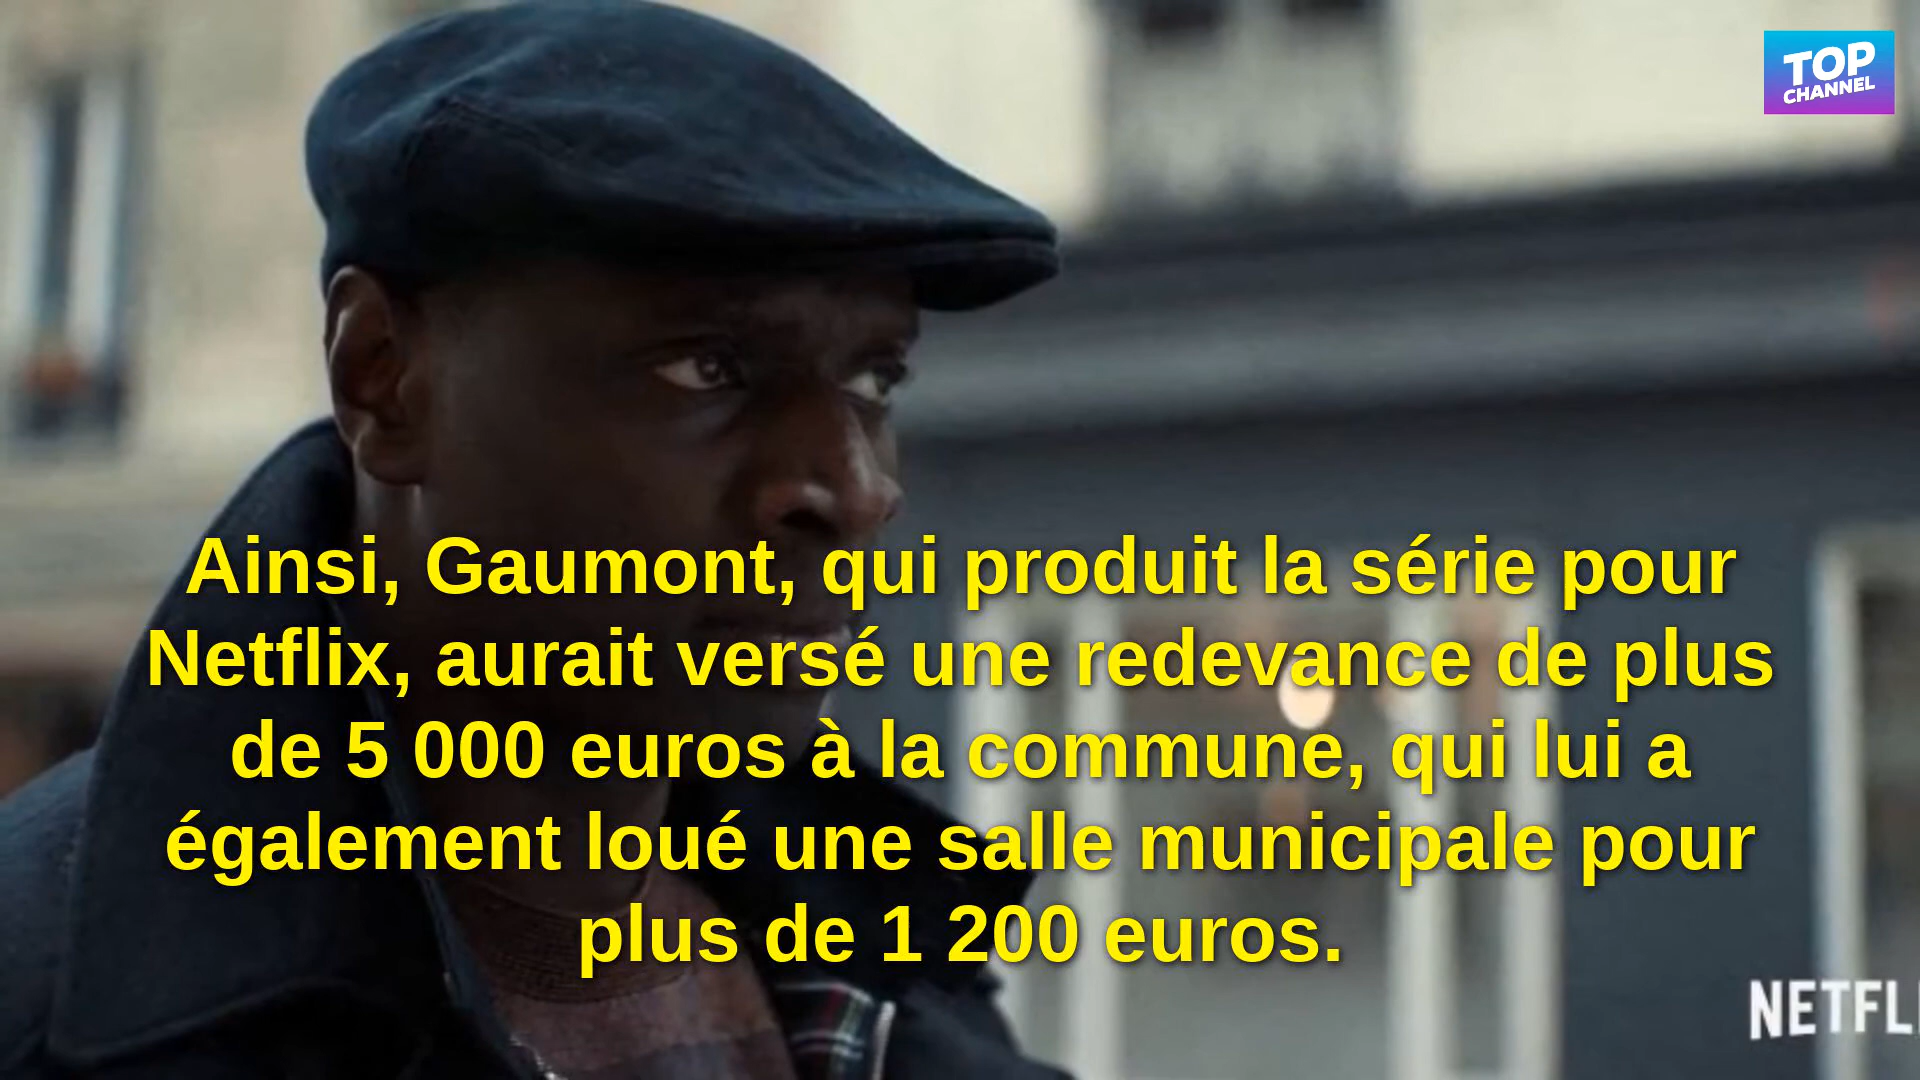 TOP
CHANNEL
Ainsi, Gaumont, qui produit la série pour
Netflix, aurait versé une redevance de plus
de 5 000 euros à la commune, qui lui a
également loué une salle municipale pour
plus de 1 200 euros.
NETFLI